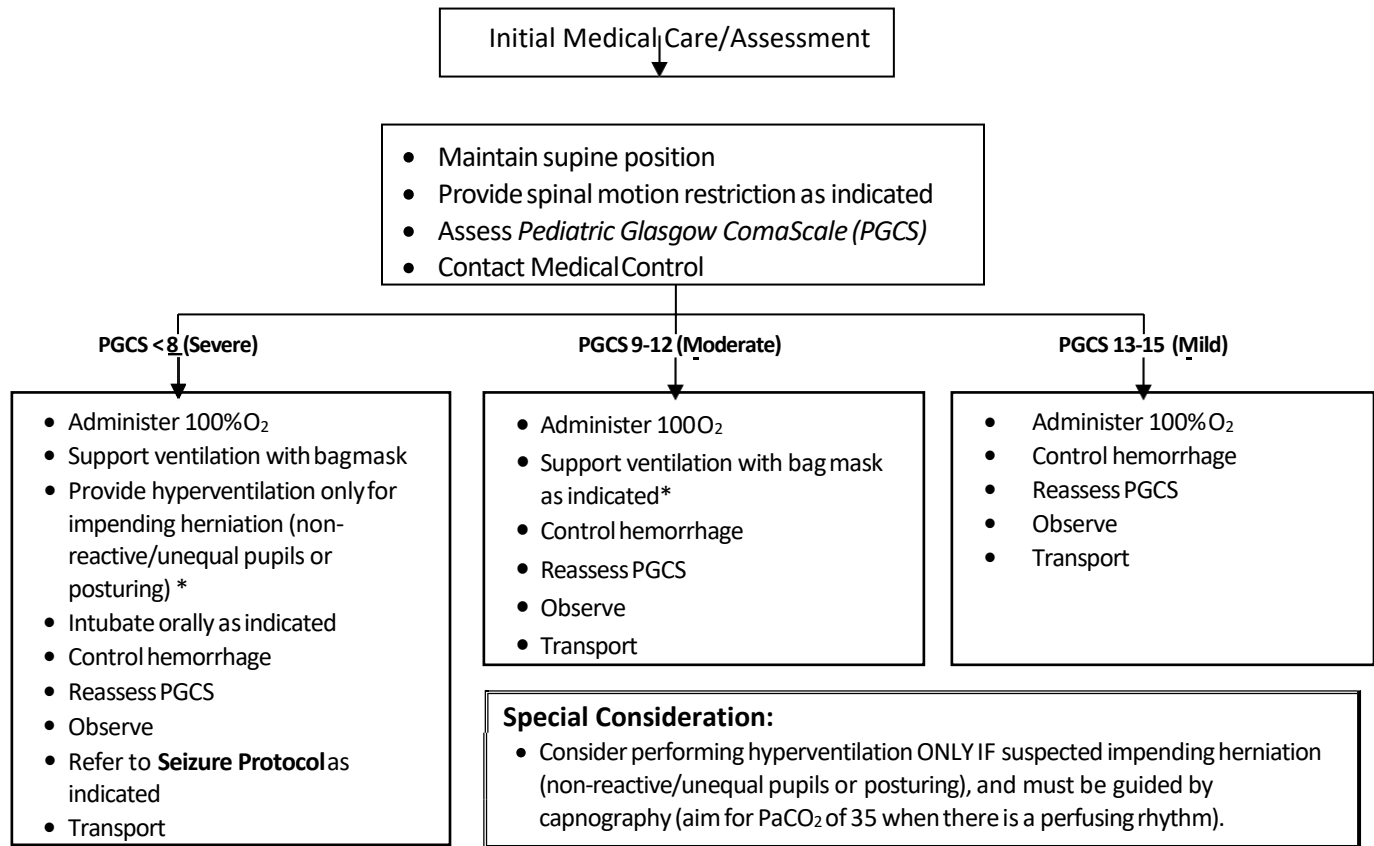 Initial Medical Care/Assessment
• Maintain supine position
• Provide spinal motion restriction as indicated
• Assess Pediatric Glasgow ComaScale (PGCS)
• Contact Medical Control
PGCS < 8 (Severe)
PGCS 9-12 (Moderate)
PGCS 13-15 (Mild)
• Administer 100% O2
• Support ventilation with bagmask
• Provide hyperventilation only for
impending herniation (non-
reactive/unequal pupils or
posturing) *
• Intubate orally as indicated
• Control hemorrhage
• Reassess PGCS
• Observe
• Refer to Seizure Protocol as
indicated
• Transport
• Administer 100O2
• Support ventilation with bag mask
as indicated*
• Control hemorrhage
• Reassess PGCS
• Observe
• Transport
• Administer 100% O2
• Control hemorrhage
• Reassess PGCS
• Observe
• Transport
Special Consideration:
• Consider performing hyperventilation ONLY IF suspected impending herniation
(non-reactive/unequal pupils or posturing), and must be guided by
capnography (aim for PaCO2 of 35 when there is a perfusing rhythm).